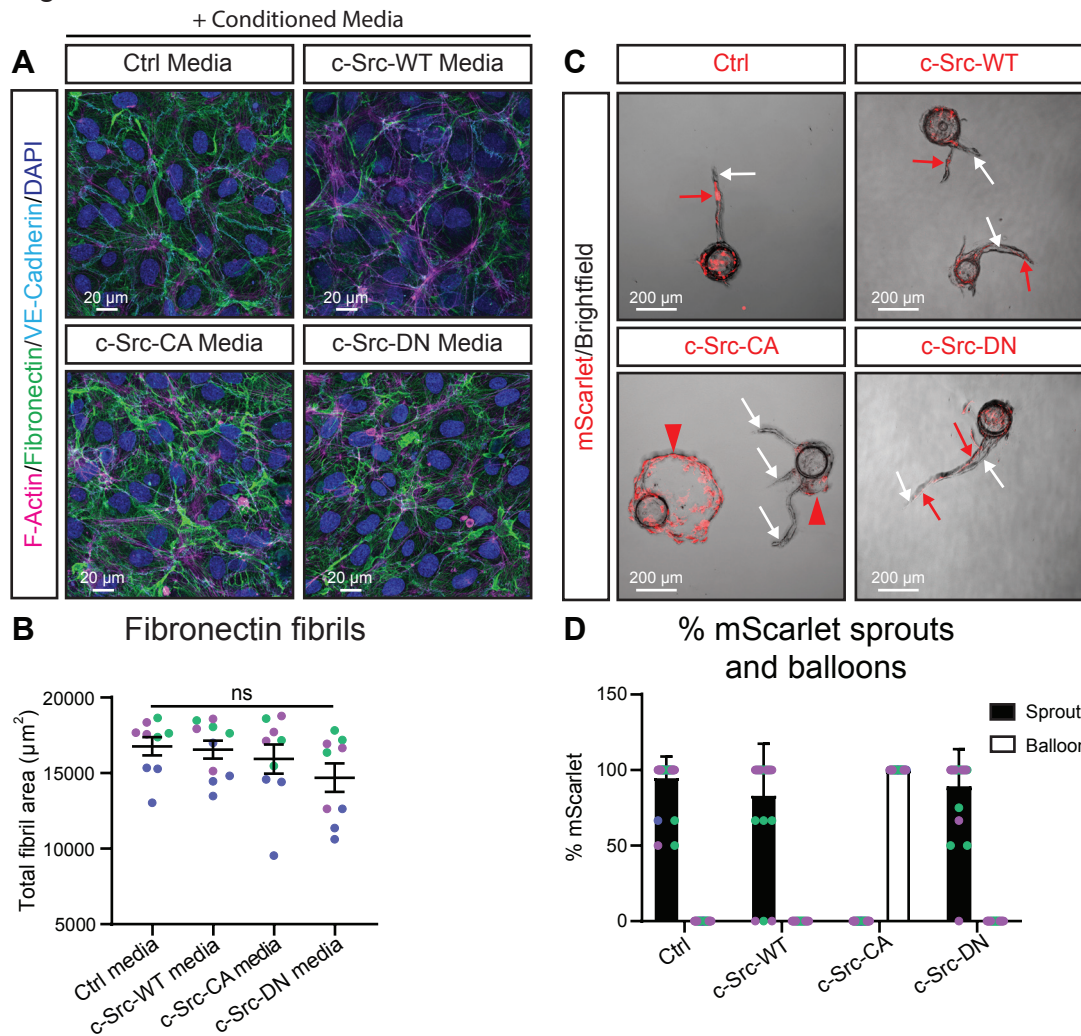 + Conditioned Media
A
Ctrl Media
c-Src-WT Media
F-Actin/Fibronectin/VE-Cadherin/DAPI
20 µm
20 µm
c-Src-CA Media
c-Src-DN Media
20 µm
20 µm
B
Fibronectin fibrils
ns
Total fibril area (µm²)
20000
15000
10000
5000
Ctrl media
c-Src-WT media
c-Src-CA media
c-Src-DN media
C
Ctrl
c-Src-WT
mScarlet/Brightfield
200 µm
200 µm
c-Src-CA
c-Src-DN
200 µm
200 µm
D
% mScarlet sprouts
and balloons
% mScarlet
150
100
50
0
Sprout
Balloon
Ctrl
c-Src-WT
c-Src-CA
c-Src-DN